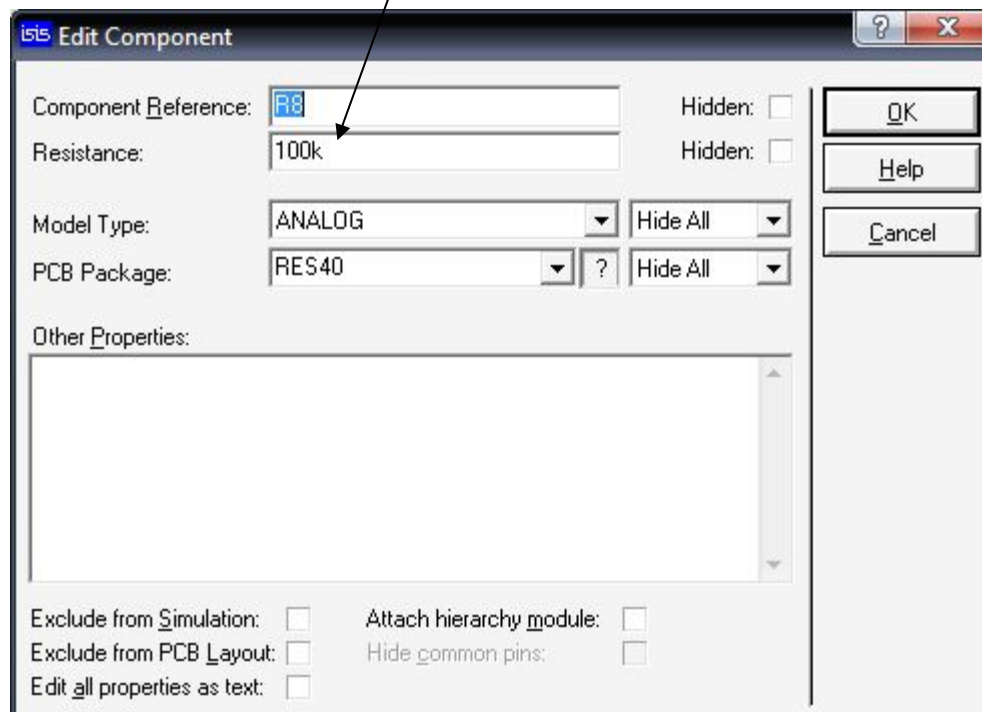 isis Edit Component ? X
Component Reference: R8 Hidden:
Resistance: 100k Hidden:
Model Type: ANALOG Hide All
PCB Package: RES40 ? Hide All
Other Properties:
Exclude from Simulation: Attach hierarchy module:
Exclude from PCB Layout: Hide common pins:
Edit all properties as text:
OK
Help
Cancel